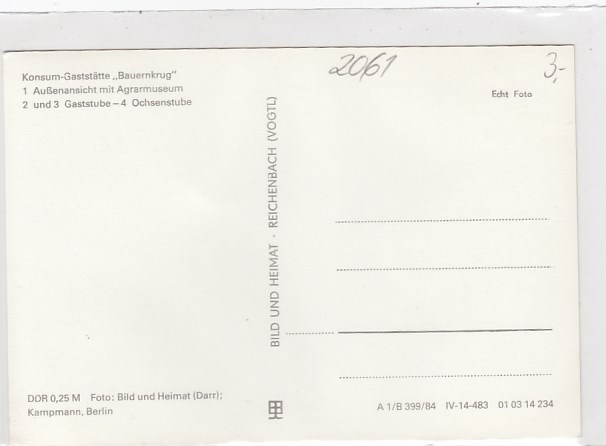 Konsum-Gaststätte „Bauernkrug“
1 Außenansicht mit Agrarmuseum
2 und 3 Gaststube – 4 Ochsenstube
2061
3,-
Echt Foto
BILD UND HEIMAT · REICHENBACH (VOGTL)
DDR 0,25 M Foto: Bild und Heimat (Darr);
Kampmann, Berlin
A 1/B 399/84 IV-14-483 01 03 14 234